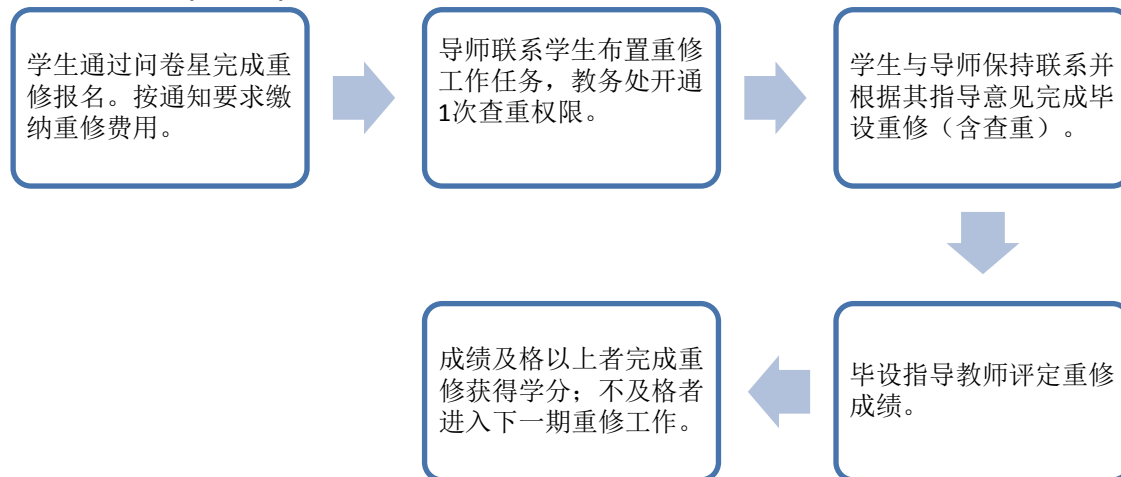 学生通过问卷星完成重
修报名。按通知要求缴
纳重修费用。
导师联系学生布置重修
工作任务，教务处开通
1次查重权限。
学生与导师保持联系并
根据其指导意见完成毕
设重修（含查重）。
毕设指导教师评定重修
成绩。
成绩及格以上者完成重
修获得学分；不及格者
进入下一期重修工作。